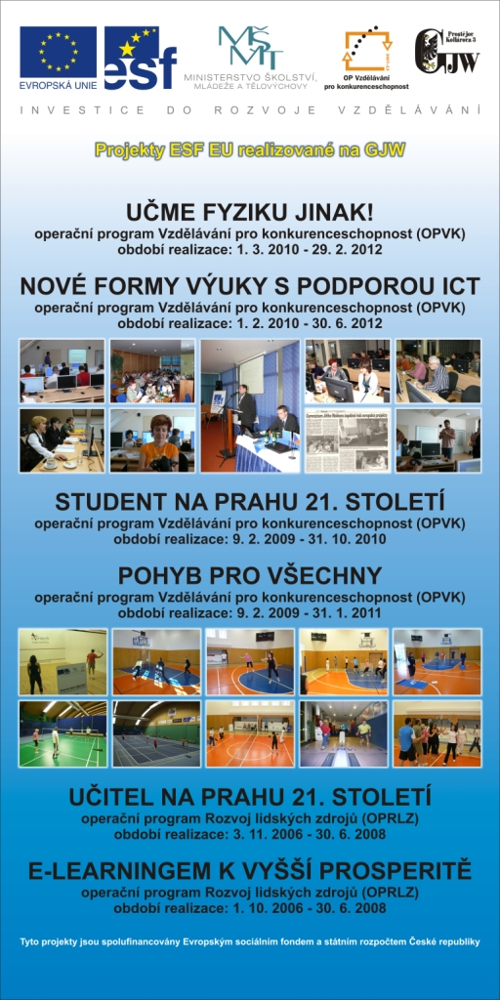 EVROPSKÁ UNIE
esf
MŠMT
MINISTERSTVO ŠKOLSTVÍ,
MLÁDEŽE A TĚLOVÝCHOVY
OP Vzdělávání
pro konkurenceschopnost
Prostějov
Kollárova 3
GJW
INVESTICE DO ROZVOJE VZDĚLÁVÁNÍ
Projekty ESF EU realizované na GJW
UČME FYZIKU JINAK!
operační program Vzdělávání pro konkurenceschopnost (OPVK)
období realizace: 1. 3. 2010 - 29. 2. 2012
NOVÉ FORMY VÝUKY S PODPOROU ICT
operační program Vzdělávání pro konkurenceschopnost (OPVK)
období realizace: 1. 2. 2010 - 30. 6. 2012
STUDENT NA PRAHU 21. STOLETÍ
operační program Vzdělávání pro konkurenceschopnost (OPVK)
období realizace: 9. 2. 2009 - 31. 10. 2010
POHYB PRO VŠECHNY
operační program Vzdělávání pro konkurenceschopnost (OPVK)
období realizace: 9. 2. 2009 - 31. 1. 2011
UČITEL NA PRAHU 21. STOLETÍ
operační program Rozvoj lidských zdrojů (OPRLZ)
období realizace: 3. 11. 2006 - 30. 6. 2008
E-LEARNINGEM K VYŠŠÍ PROSPERITĚ
operační program Rozvoj lidských zdrojů (OPRLZ)
období realizace: 1. 10. 2006 - 30. 6. 2008
Tyto projekty jsou spolufinancovány Evropským sociálním fondem a státním rozpočtem České republiky